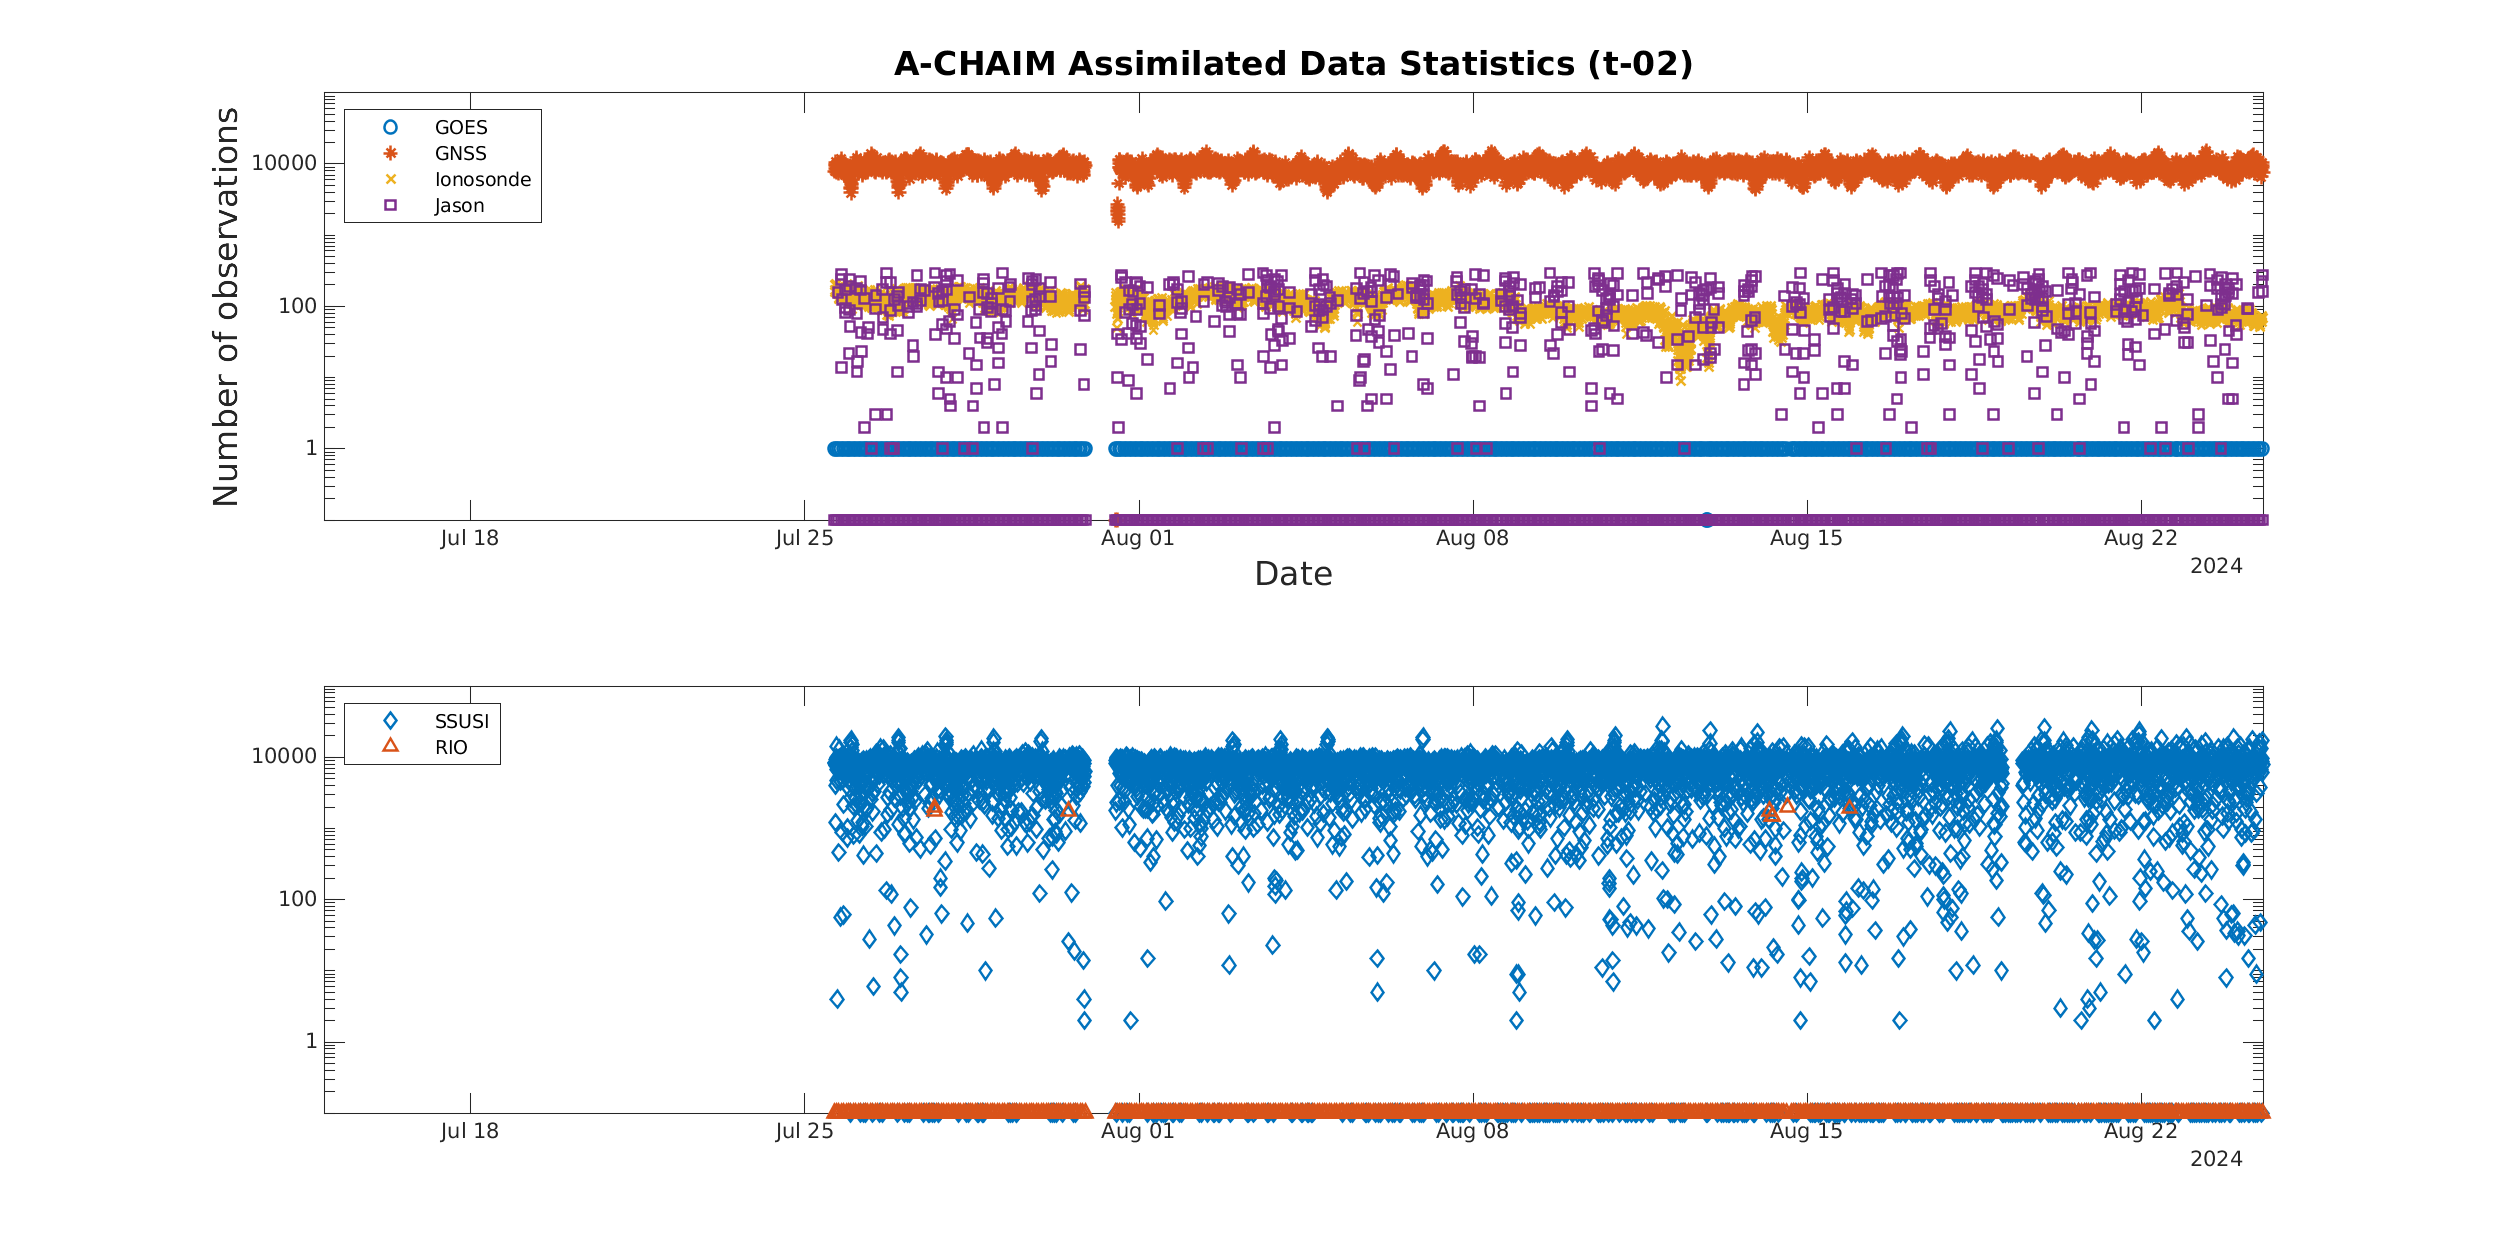 A-CHAIM Assimilated Data Statistics (t-02)
Number of observations
10000
100
1
GOES
GNSS
Ionosonde
Jason
Jul 18
Jul 25
Aug 01
Aug 08
Aug 15
Aug 22
2024
Date
10000
100
1
SSUSI
RIO
Jul 18
Jul 25
Aug 01
Aug 08
Aug 15
Aug 22
2024